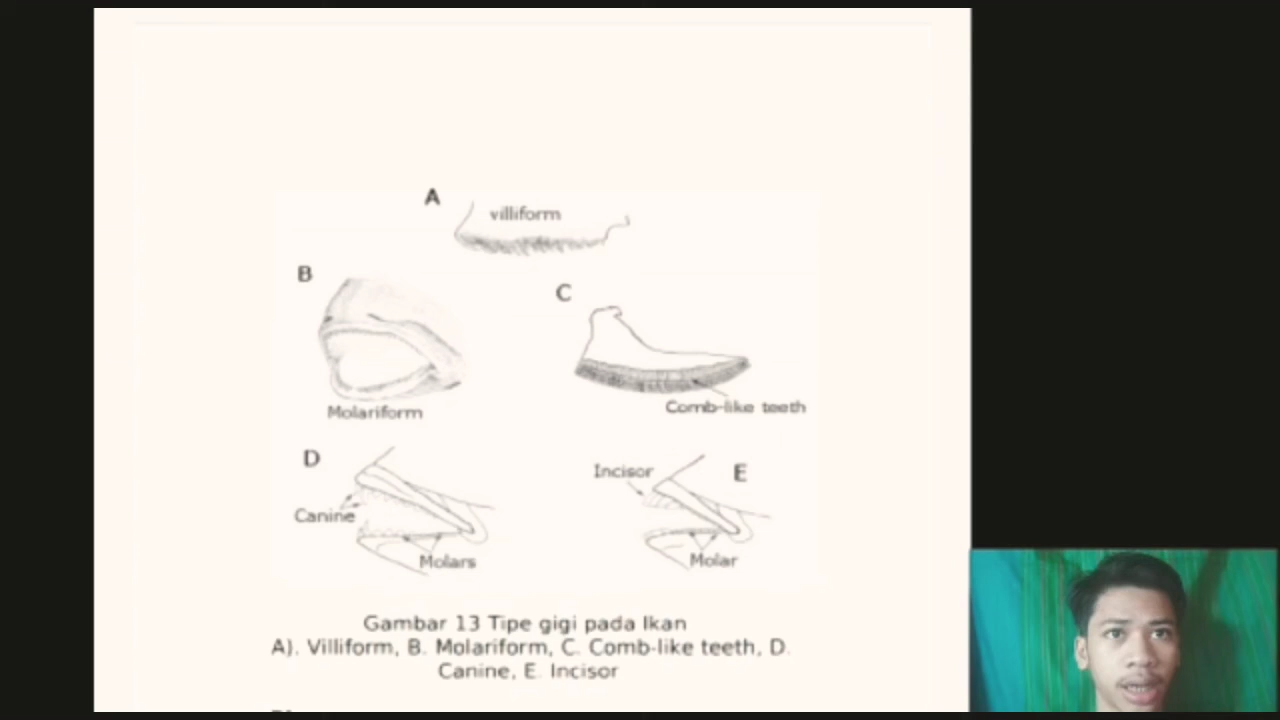 A
villiform
B
C
Molariform
Comb-like teeth
D
Incisor
E
Canine
Molars
Molar
Gambar 13 Tipe gigi pada Ikan
A). Villiform, B. Molariform, C. Comb-like teeth, D.
Canine, E. Incisor